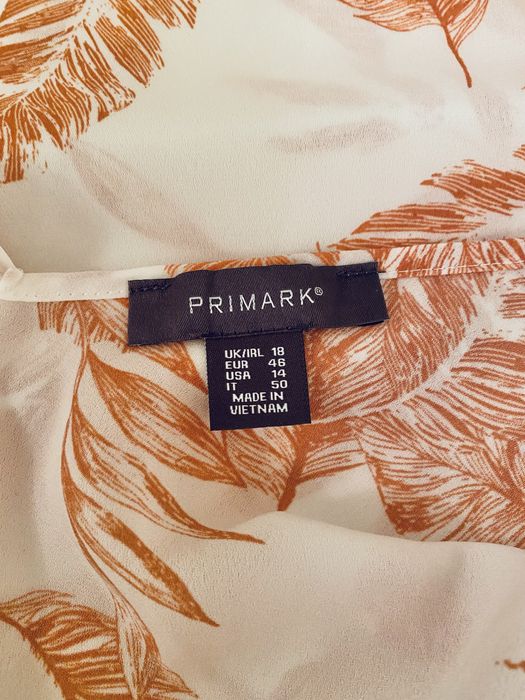 PRIMARK®
UK/IRL 18
EUR 46
USA 14
IT 50
MADE IN
VIETNAM